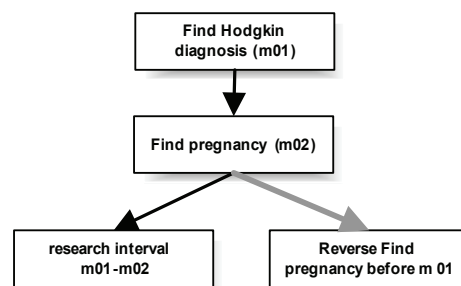 Find Hodgkin
diagnosis (m01)
Find pregnancy (m02)
research interval
m01-m02
Reverse Find
pregnancy before m 01